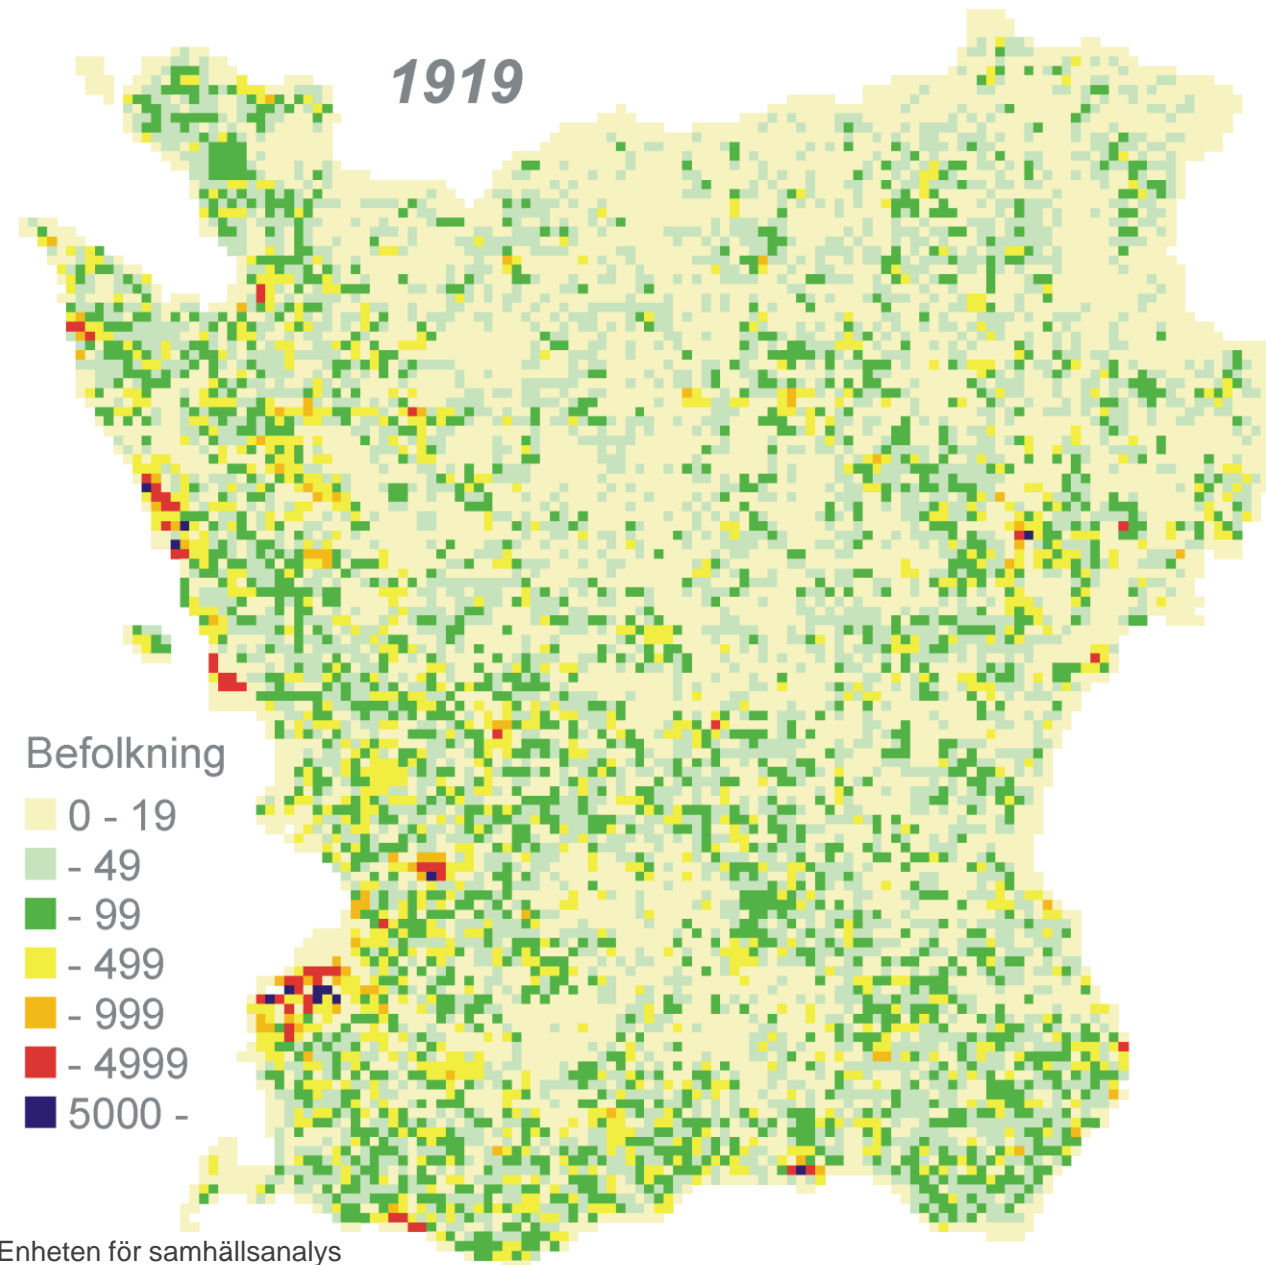 1919
Befolkning
0 - 19
- 49
- 99
- 499
- 999
- 4999
5000 -
Enheten för samhällsanalys